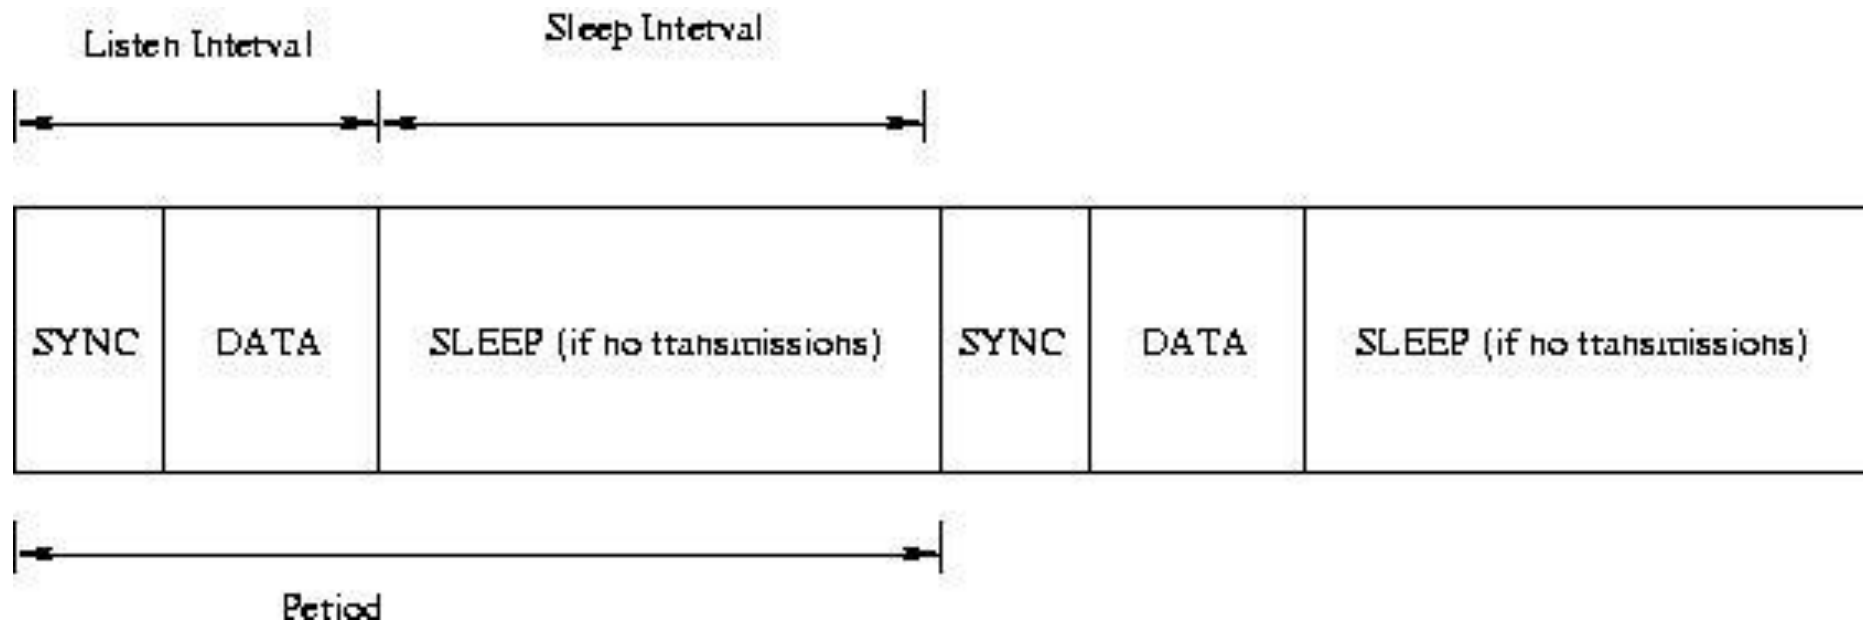 Listen Interval
Sleep Interval
SYNC DATA SLEEP (if no transmissions) SYNC DATA SLEEP (if no transmissions)
Period